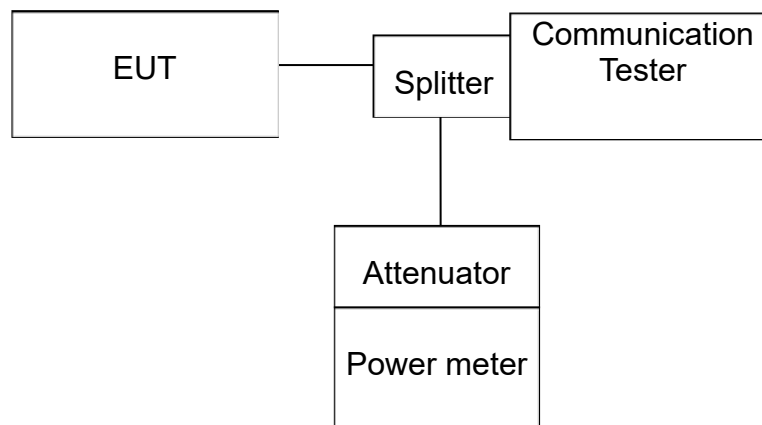 EUT
Splitter
Communication
Tester
Attenuator
Power meter